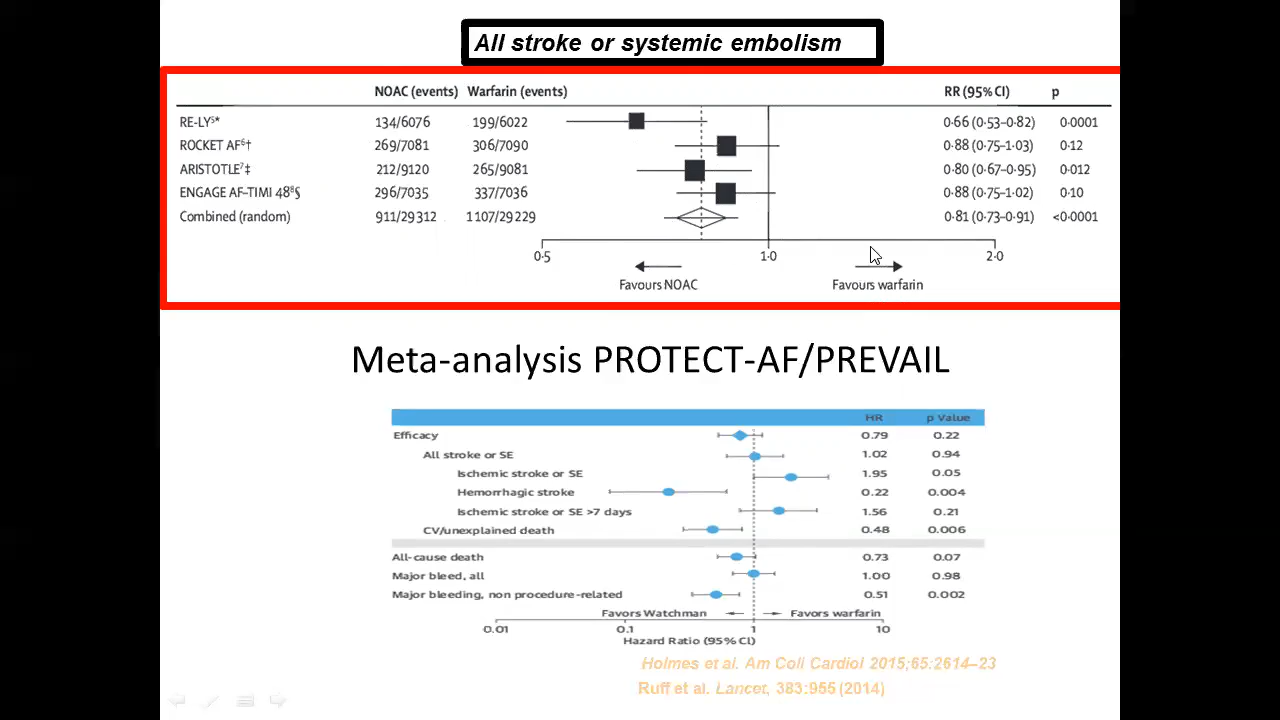 All stroke or systemic embolism
NOAC (events) Warfarin (events) RR (95% CI) p
RE-LY⁵* 134/6076 199/6022 0·66 (0·53–0·82) 0·0001
ROCKET AF⁶† 269/7081 306/7090 0·88 (0·75–1·03) 0·12
ARISTOTLE⁷‡ 212/9120 265/9081 0·80 (0·67–0·95) 0·012
ENGAGE AF–TIMI 48⁸§ 296/7035 337/7036 0·88 (0·75–1·02) 0·10
Combined (random) 911/29 312 1107/29 229 0·81 (0·73–0·91) <0·0001
0·5 1·0 2·0
Favours NOAC Favours warfarin
Meta-analysis PROTECT-AF/PREVAIL
HR p Value
Efficacy 0.79 0.22
All stroke or SE 1.02 0.94
Ischemic stroke or SE 1.95 0.05
Hemorrhagic stroke 0.22 0.004
Ischemic stroke or SE >7 days 1.56 0.21
CV/unexplained death 0.48 0.006
All-cause death 0.73 0.07
Major bleed, all 1.00 0.98
Major bleeding, non procedure-related 0.51 0.002
Favors Watchman Favors warfarin
0.01 0.1 1 10
Hazard Ratio (95% CI)
Holmes et al. Am Coll Cardiol 2015;65:2614–23
Ruff et al. Lancet, 383:955 (2014)